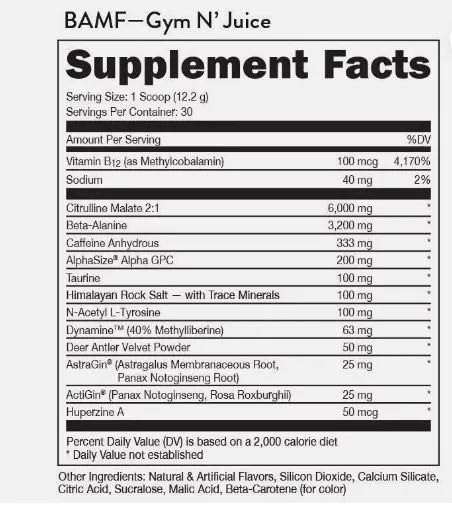 BAMF—Gym N' Juice
Supplement Facts
Serving Size: 1 Scoop (12.2 g)
Servings Per Container: 30
Amount Per Serving %DV
Vitamin B12 (as Methylcobalamin) 100 mcg 4,170%
Sodium 40 mg 2%
Citrulline Malate 2:1 6,000 mg *
Beta-Alanine 3,200 mg *
Caffeine Anhydrous 333 mg *
AlphaSize® Alpha GPC 200 mg *
Taurine 100 mg *
Himalayan Rock Salt — with Trace Minerals 100 mg *
N-Acetyl L-Tyrosine 100 mg *
Dynamine™ (40% Methylliberine) 63 mg *
Deer Antler Velvet Powder 50 mg *
AstraGin® (Astragalus Membranaceous Root, 25 mg *
Panax Notoginseng Root)
ActiGin® (Panax Notoginseng, Rosa Roxburghii) 25 mg *
Huperzine A 50 mcg *
Percent Daily Value (DV) is based on a 2,000 calorie diet
* Daily Value not established
Other Ingredients: Natural & Artificial Flavors, Silicon Dioxide, Calcium Silicate,
Citric Acid, Sucralose, Malic Acid, Beta-Carotene (for color)